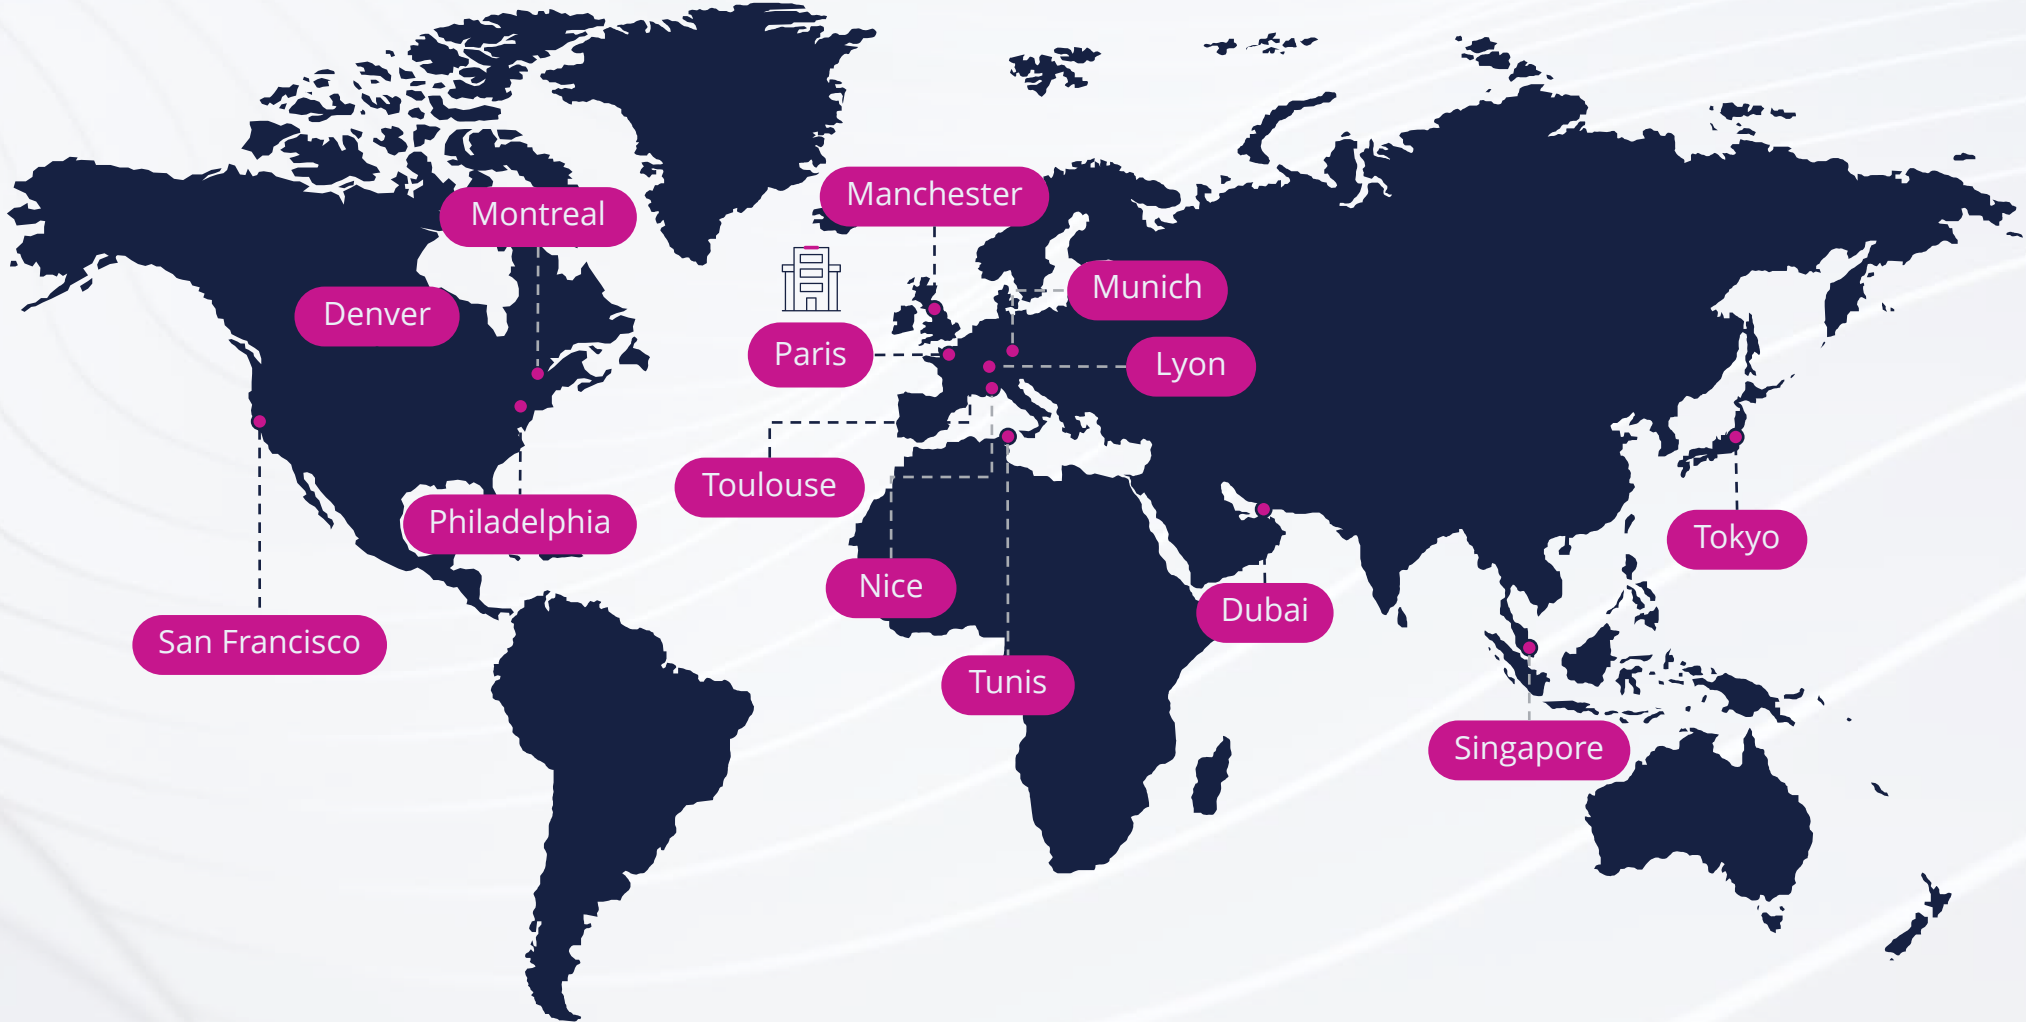 Manchester
Montreal
Munich
Denver
Paris
Lyon
Toulouse
Philadelphia
Tokyo
Nice
Dubai
San Francisco
Tunis
Singapore